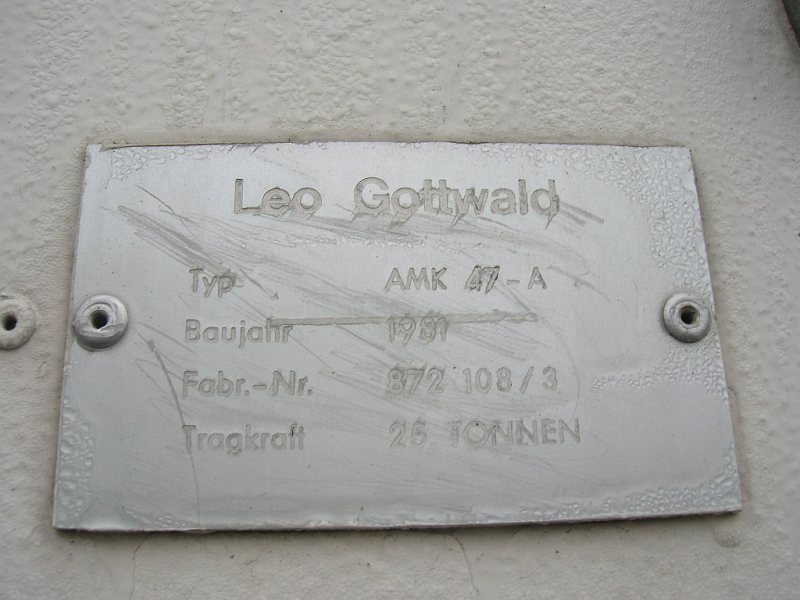 Leo Gottwald
Typ AMK 47-A
Baujahr 1981
Fabr.-Nr. 872 108/3
Tragkraft 25 TONNEN